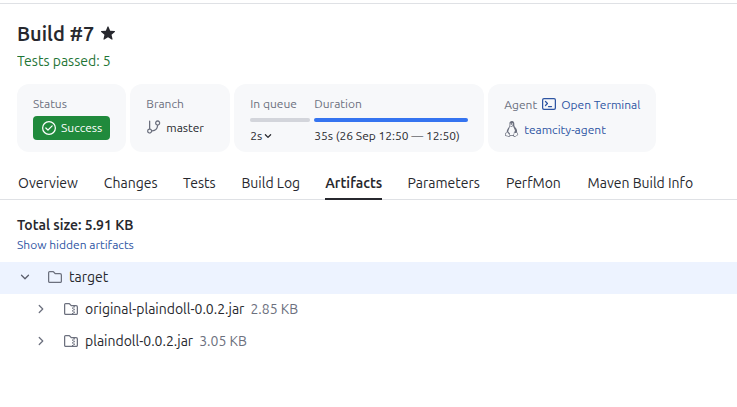 Build #7
Tests passed: 5
Status
Success
Branch
master
In queue
2s
Duration
35s (26 Sep 12:50 — 12:50)
Agent Open Terminal
teamcity-agent
Overview Changes Tests Build Log Artifacts Parameters PerfMon Maven Build Info
Total size: 5.91 KB
Show hidden artifacts
target
original-plaindoll-0.0.2.jar 2.85 KB
plaindoll-0.0.2.jar 3.05 KB